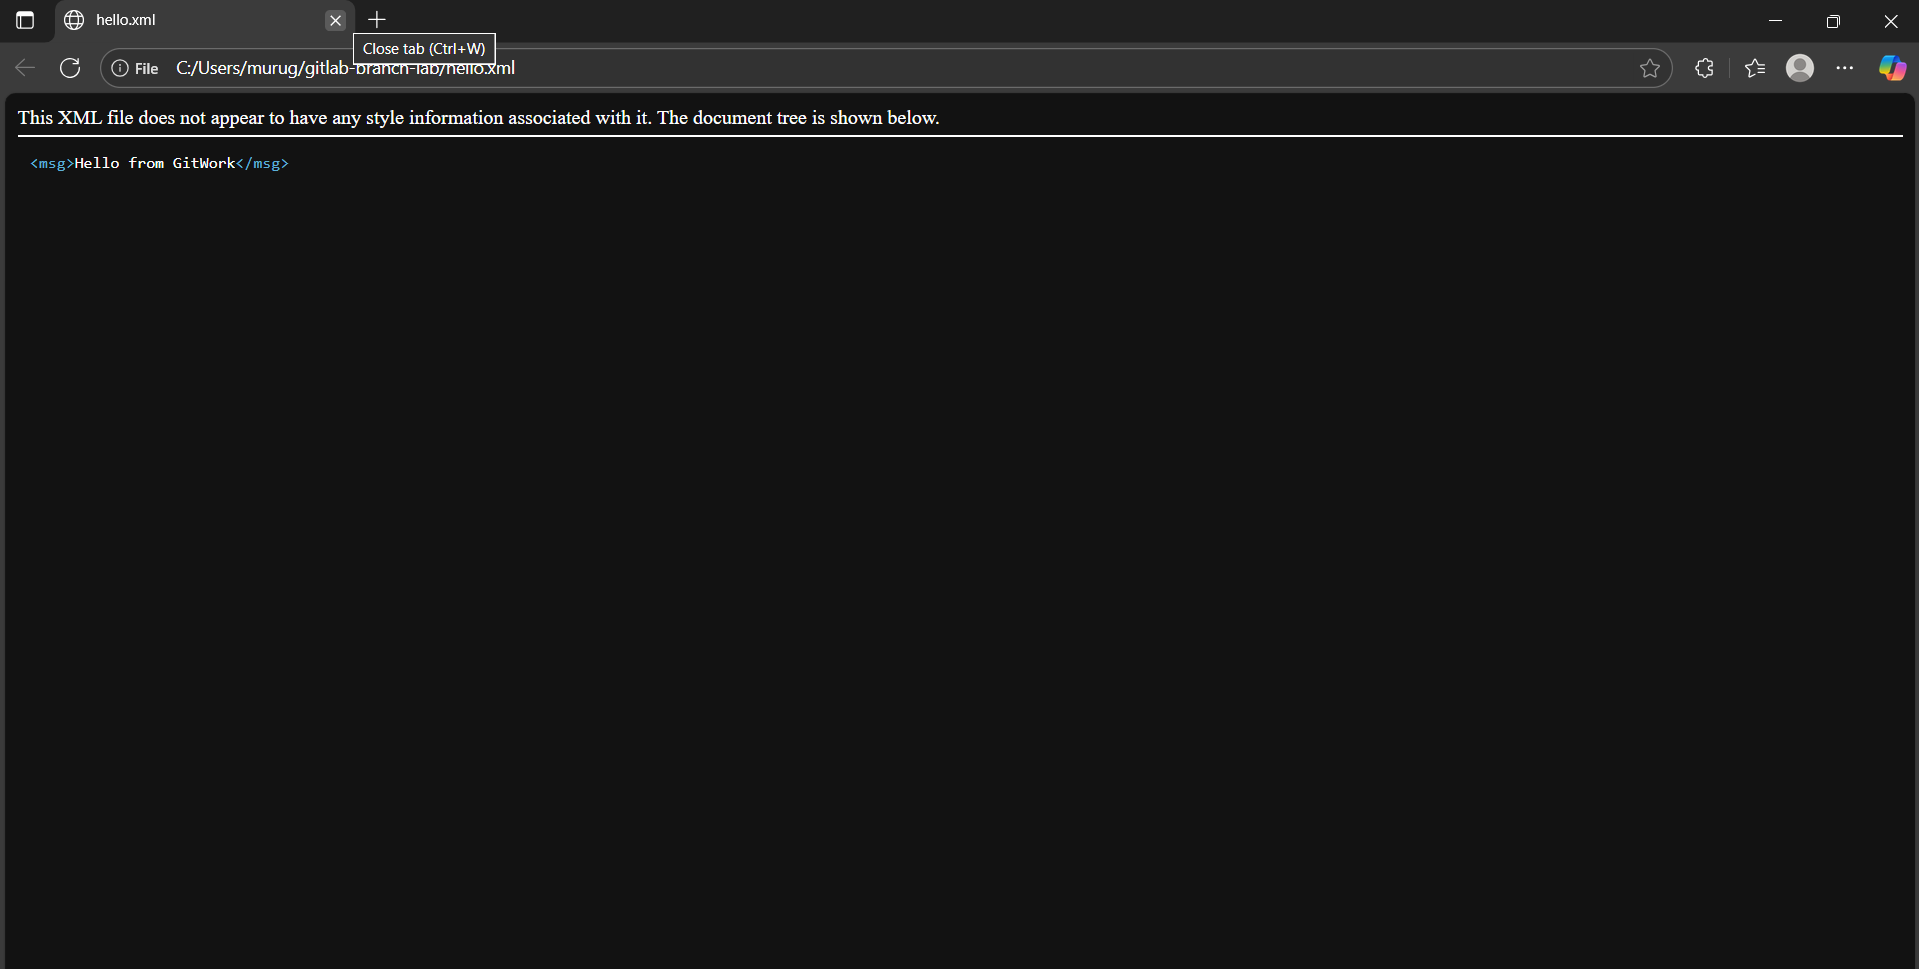 hello.xml
Close tab (Ctrl+W)
File C:/Users/murug/gitlab-branch-lab/hello.xml
This XML file does not appear to have any style information associated with it. The document tree is shown below.
<msg>Hello from GitWork</msg>